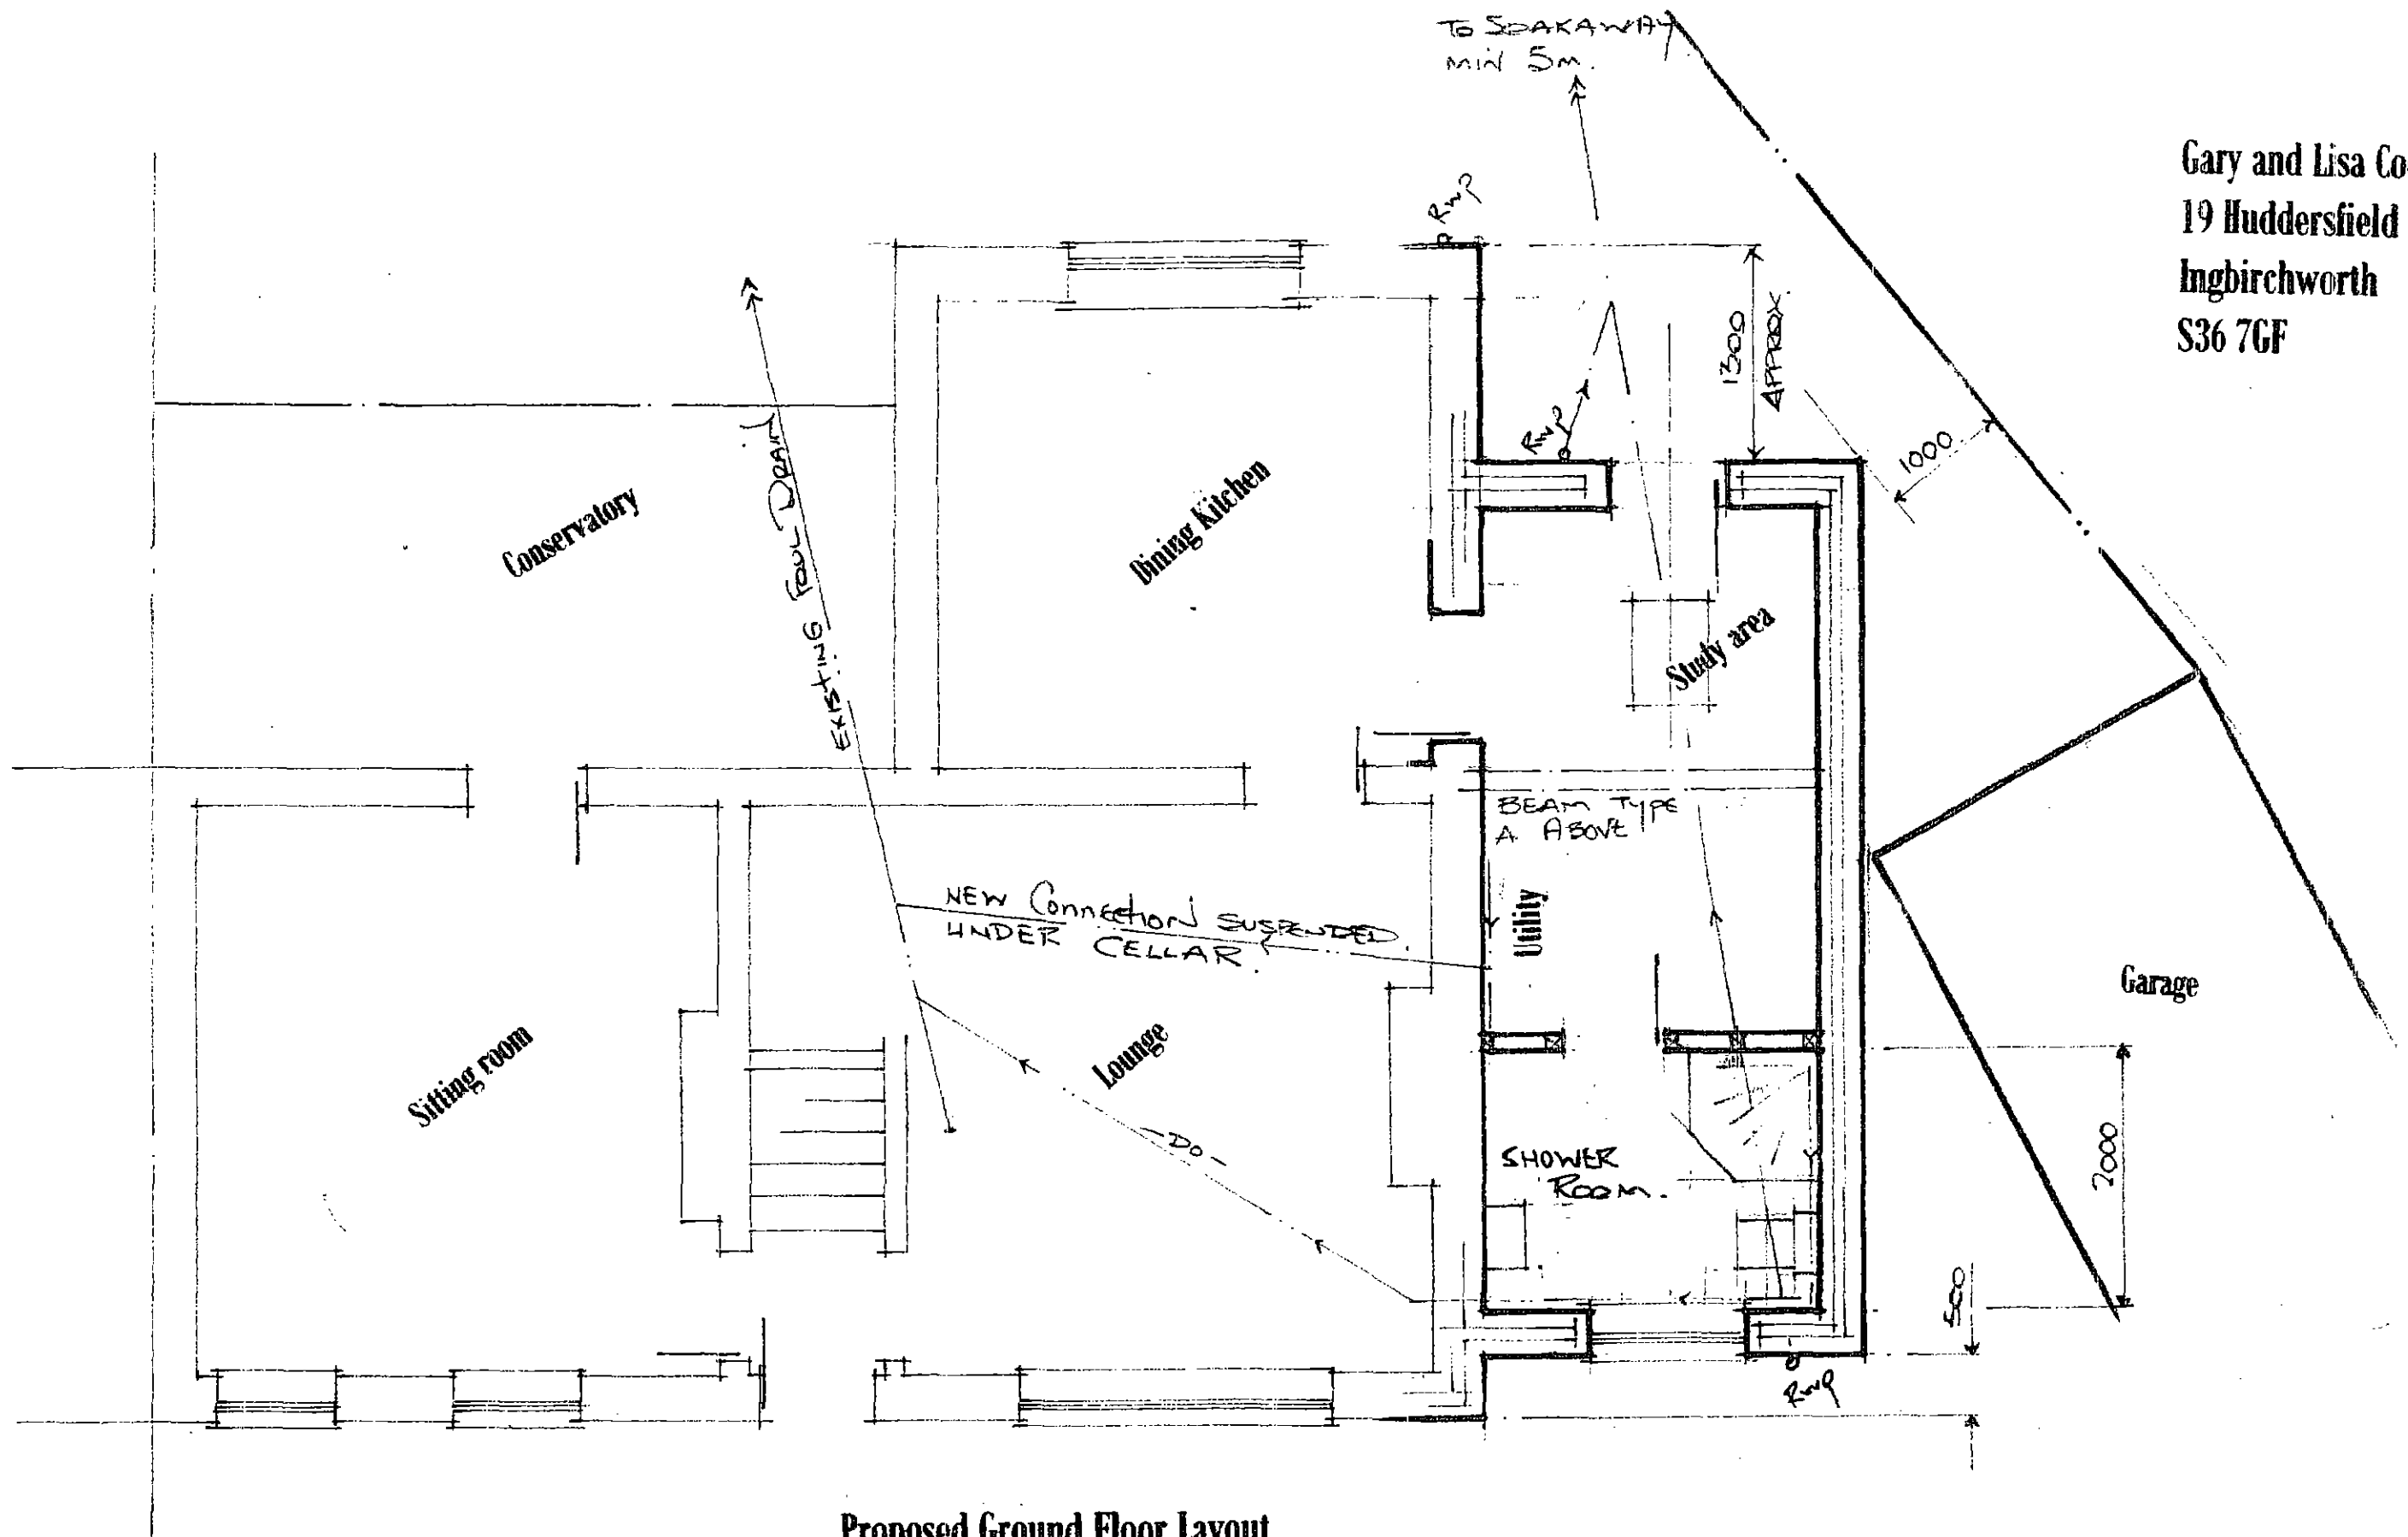 TO SOAKAWAY
MIN 5M.
Gary and Lisa Co
19 Huddersfield
Ingbirchworth
S36 7GF
RWP
1300
APPROX.
RWP
1000
EXISTING FOUL DRAIN
Conservatory
Dining Kitchen
Study area
BEAM TYPE
A ABOVE
NEW Connection SUSPENDED.
UNDER CELLAR.
Utility
Garage
Sitting room
Lounge
- DO -
SHOWER
ROOM.
2000
500
RWP
Proposed Ground Floor Layout